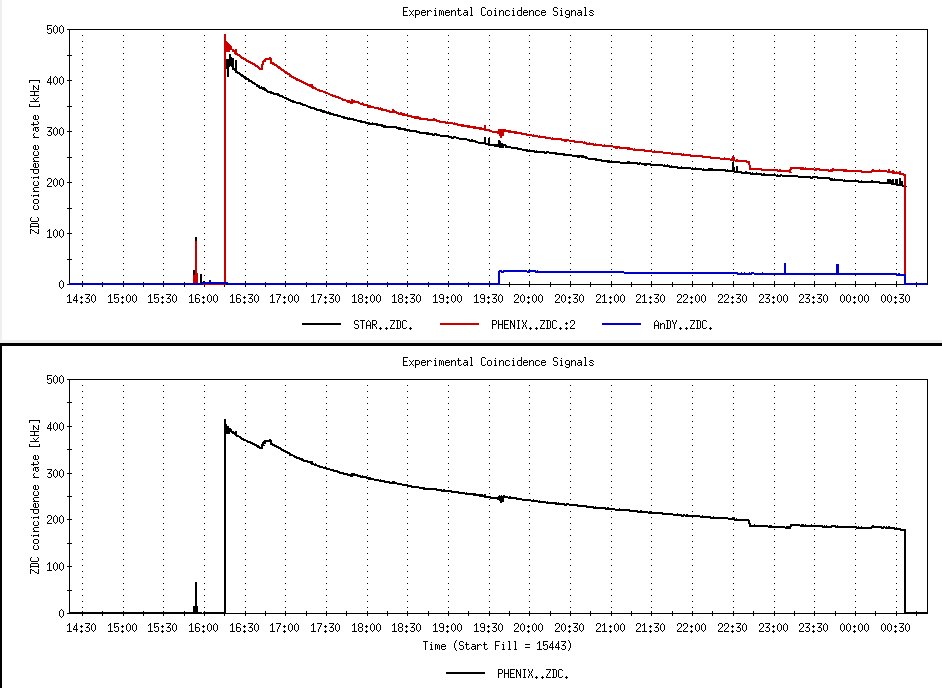 Experimental Coincidence Signals
500
400
300
200
100
0
ZDC coincidence rate [kHz]
14:30 15:00 15:30 16:00 16:30 17:00 17:30 18:00 18:30 19:00 19:30 20:00 20:30 21:00 21:30 22:00 22:30 23:00 23:30 00:00 00:30
STAR..ZDC. PHENIX..ZDC.:2 AnDY..ZDC.
Experimental Coincidence Signals
500
400
300
200
100
0
ZDC coincidence rate [kHz]
14:30 15:00 15:30 16:00 16:30 17:00 17:30 18:00 18:30 19:00 19:30 20:00 20:30 21:00 21:30 22:00 22:30 23:00 23:30 00:00 00:30
Time (Start Fill = 15443)
PHENIX..ZDC.